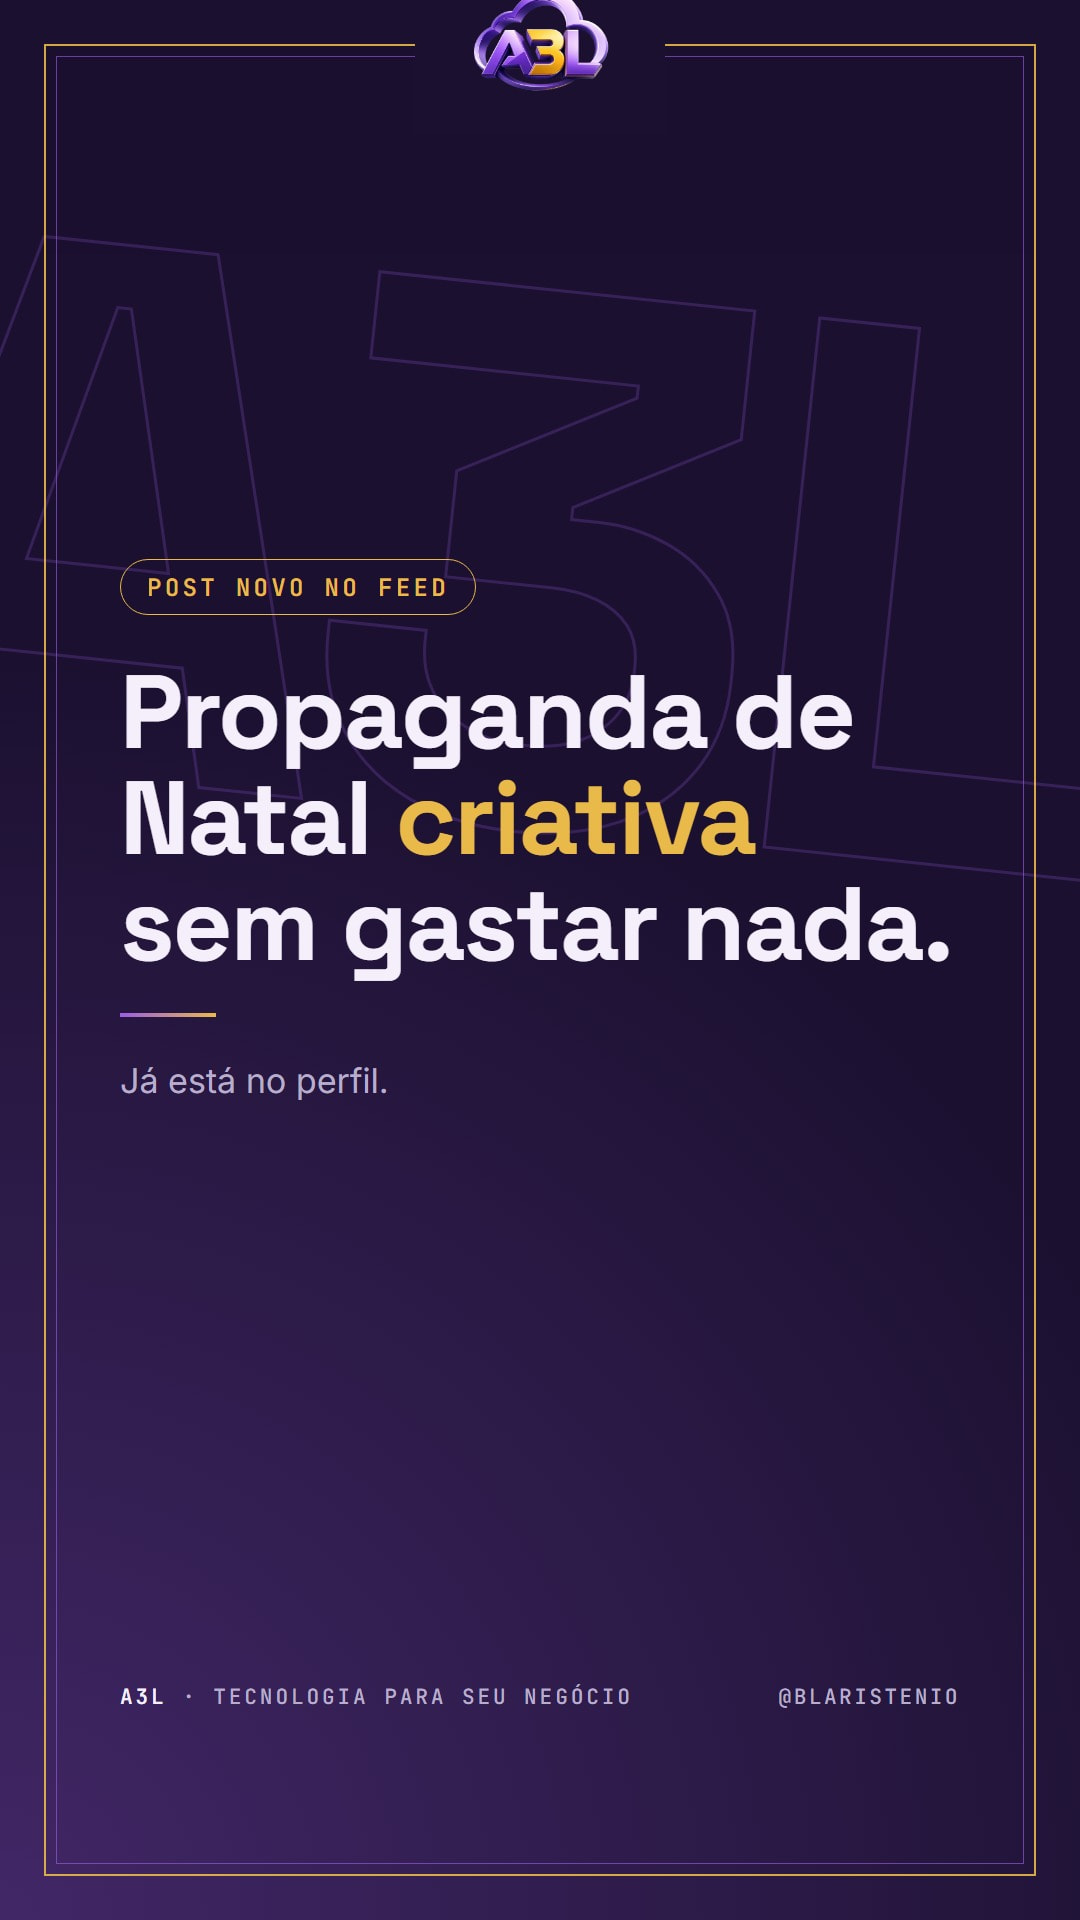 A3L
A3L
POST NOVO NO FEED
Propaganda de
Natal criativa
sem gastar nada.
Já está no perfil.
A3L · TECNOLOGIA PARA SEU NEGÓCIO @BLARISTENIO